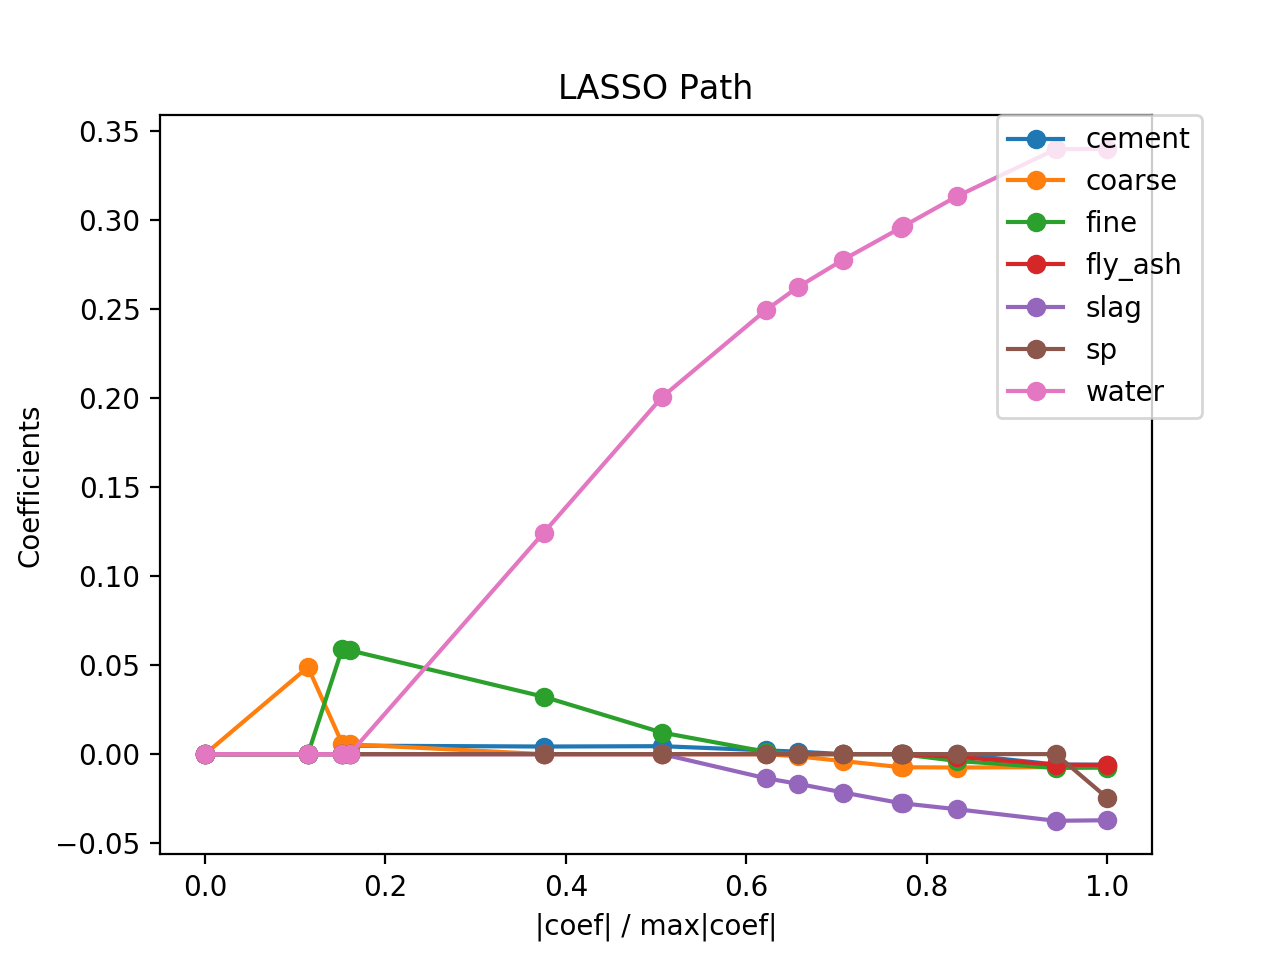 LASSO Path
0.35
0.30
0.25
0.20
0.15
0.10
0.05
0.00
−0.05
Coefficients
0.0 0.2 0.4 0.6 0.8 1.0
|coef| / max|coef|
cement
coarse
fine
fly_ash
slag
sp
water